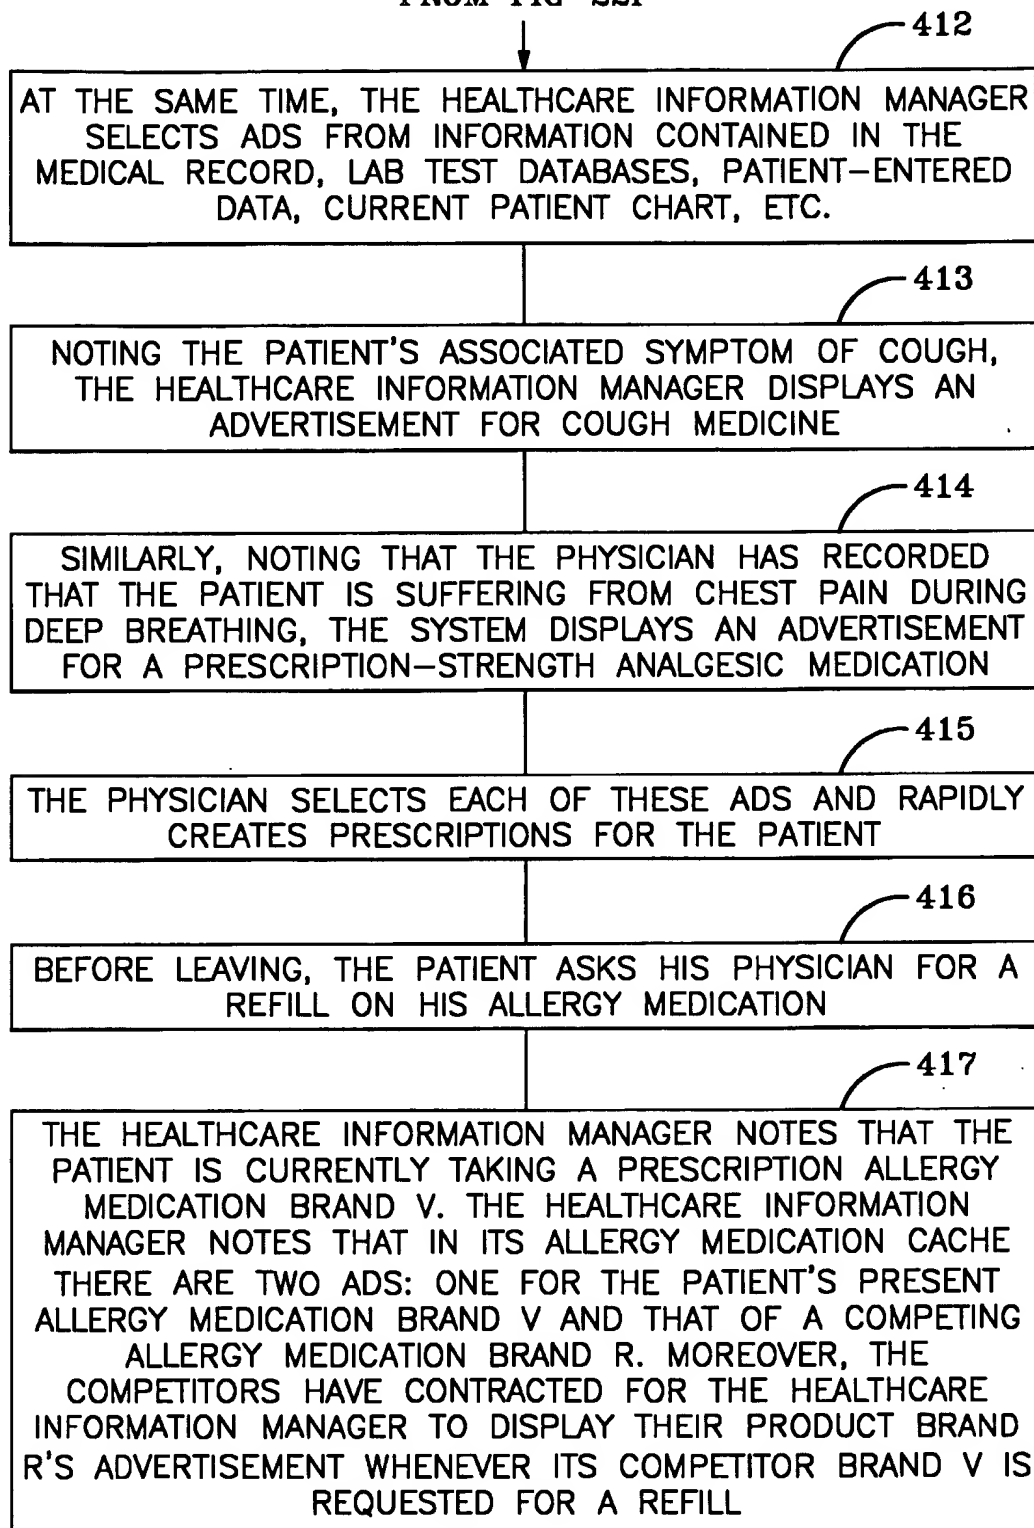 FROM FIG 22F
412
AT THE SAME TIME, THE HEALTHCARE INFORMATION MANAGER
SELECTS ADS FROM INFORMATION CONTAINED IN THE
MEDICAL RECORD, LAB TEST DATABASES, PATIENT-ENTERED
DATA, CURRENT PATIENT CHART, ETC.
413
NOTING THE PATIENT'S ASSOCIATED SYMPTOM OF COUGH,
THE HEALTHCARE INFORMATION MANAGER DISPLAYS AN
ADVERTISEMENT FOR COUGH MEDICINE
414
SIMILARLY, NOTING THAT THE PHYSICIAN HAS RECORDED
THAT THE PATIENT IS SUFFERING FROM CHEST PAIN DURING
DEEP BREATHING, THE SYSTEM DISPLAYS AN ADVERTISEMENT
FOR A PRESCRIPTION-STRENGTH ANALGESIC MEDICATION
415
THE PHYSICIAN SELECTS EACH OF THESE ADS AND RAPIDLY
CREATES PRESCRIPTIONS FOR THE PATIENT
416
BEFORE LEAVING, THE PATIENT ASKS HIS PHYSICIAN FOR A
REFILL ON HIS ALLERGY MEDICATION
417
THE HEALTHCARE INFORMATION MANAGER NOTES THAT THE
PATIENT IS CURRENTLY TAKING A PRESCRIPTION ALLERGY
MEDICATION BRAND V. THE HEALTHCARE INFORMATION
MANAGER NOTES THAT IN ITS ALLERGY MEDICATION CACHE
THERE ARE TWO ADS: ONE FOR THE PATIENT'S PRESENT
ALLERGY MEDICATION BRAND V AND THAT OF A COMPETING
ALLERGY MEDICATION BRAND R. MOREOVER, THE
COMPETITORS HAVE CONTRACTED FOR THE HEALTHCARE
INFORMATION MANAGER TO DISPLAY THEIR PRODUCT BRAND
R'S ADVERTISEMENT WHENEVER ITS COMPETITOR BRAND V IS
REQUESTED FOR A REFILL